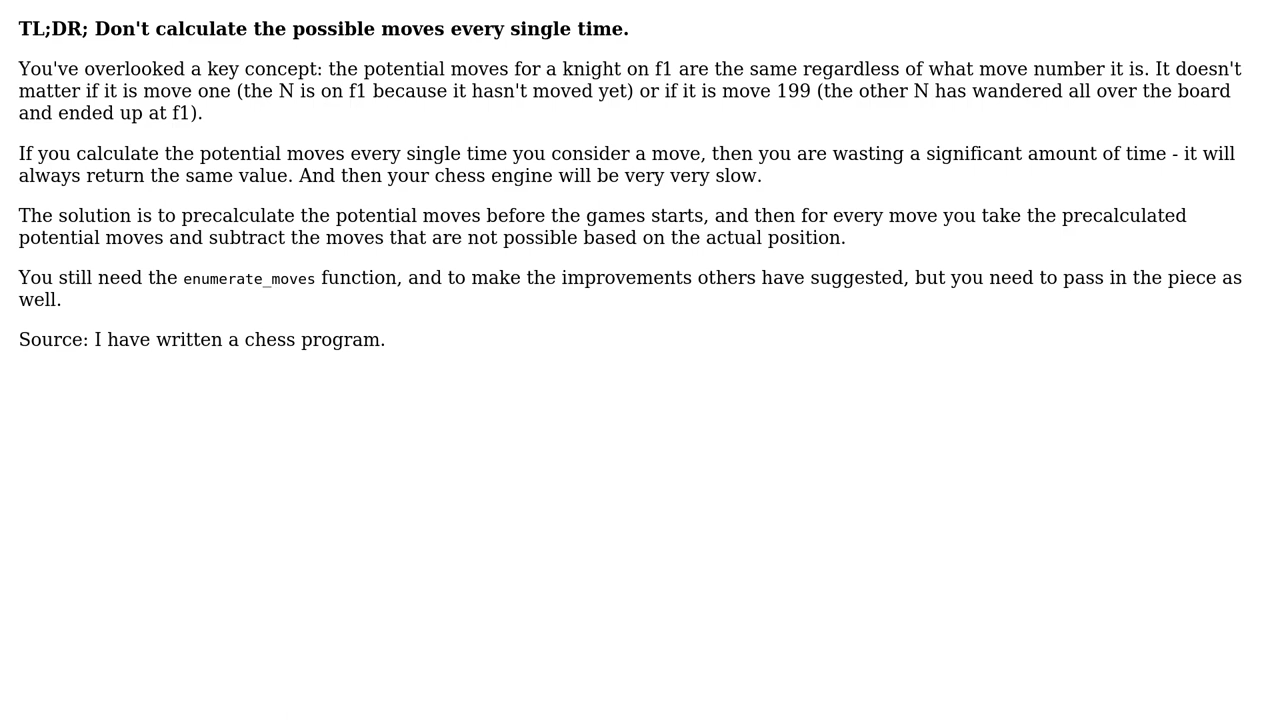 TL;DR; Don't calculate the possible moves every single time.
You've overlooked a key concept: the potential moves for a knight on f1 are the same regardless of what move number it is. It doesn't
matter if it is move one (the N is on f1 because it hasn't moved yet) or if it is move 199 (the other N has wandered all over the board
and ended up at f1).
If you calculate the potential moves every single time you consider a move, then you are wasting a significant amount of time - it will
always return the same value. And then your chess engine will be very very slow.
The solution is to precalculate the potential moves before the games starts, and then for every move you take the precalculated
potential moves and subtract the moves that are not possible based on the actual position.
You still need the enumerate_moves function, and to make the improvements others have suggested, but you need to pass in the piece as
well.
Source: I have written a chess program.